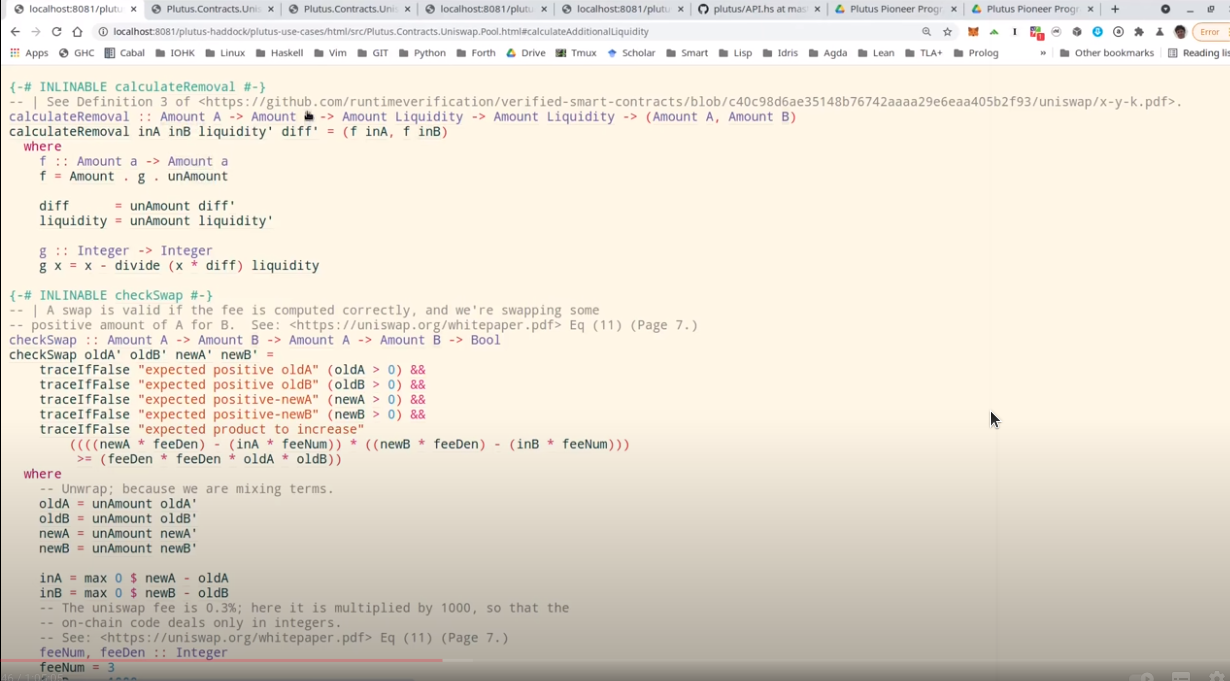 localhost:8081/plutu
Plutus.Contracts.Unis
Plutus.Contracts.Uni
localhost:8081/plutu
localhost:8081/plutu
plutus/API.hs at mas
Plutus Pioneer Progr
Plutus Pioneer Progr
localhost:8081/plutus-haddock/plutus-use-cases/html/src/Plutus.Contracts.Uniswap.Pool.html#calculateAdditionalLiquidity
Error
Apps GHC Cabal IOHK Linux Haskell Vim GIT Python Forth Drive Tmux Scholar Smart Lisp Idris Agda Lean TLA+ Prolog Other bookmarks Reading lis
{-# INLINABLE calculateRemoval #-}
-- | See Definition 3 of <https://github.com/runtimeverification/verified-smart-contracts/blob/c40c98d6ae35148b76742aaaa29e6eaa405b2f93/uniswap/x-y-k.pdf>.
calculateRemoval :: Amount A -> Amount -> Amount Liquidity -> Amount Liquidity -> (Amount A, Amount B)
calculateRemoval inA inB liquidity' diff' = (f inA, f inB)
where
f :: Amount a -> Amount a
f = Amount . g . unAmount
diff = unAmount diff'
liquidity = unAmount liquidity'
g :: Integer -> Integer
g x = x - divide (x * diff) liquidity
{-# INLINABLE checkSwap #-}
-- | A swap is valid if the fee is computed correctly, and we're swapping some
-- positive amount of A for B. See: <https://uniswap.org/whitepaper.pdf> Eq (11) (Page 7.)
checkSwap :: Amount A -> Amount B -> Amount A -> Amount B -> Bool
checkSwap oldA' oldB' newA' newB' =
traceIfFalse "expected positive oldA" (oldA > 0) &&
traceIfFalse "expected positive oldB" (oldB > 0) &&
traceIfFalse "expected positive-newA" (newA > 0) &&
traceIfFalse "expected positive-newB" (newB > 0) &&
traceIfFalse "expected product to increase"
((((newA * feeDen) - (inA * feeNum)) * ((newB * feeDen) - (inB * feeNum)))
>= (feeDen * feeDen * oldA * oldB))
where
-- Unwrap; because we are mixing terms.
oldA = unAmount oldA'
oldB = unAmount oldB'
newA = unAmount newA'
newB = unAmount newB'
inA = max 0 $ newA - oldA
inB = max 0 $ newB - oldB
-- The uniswap fee is 0.3%; here it is multiplied by 1000, so that the
-- on-chain code deals only in integers.
-- See: <https://uniswap.org/whitepaper.pdf> Eq (11) (Page 7.)
feeNum, feeDen :: Integer
feeNum = 3